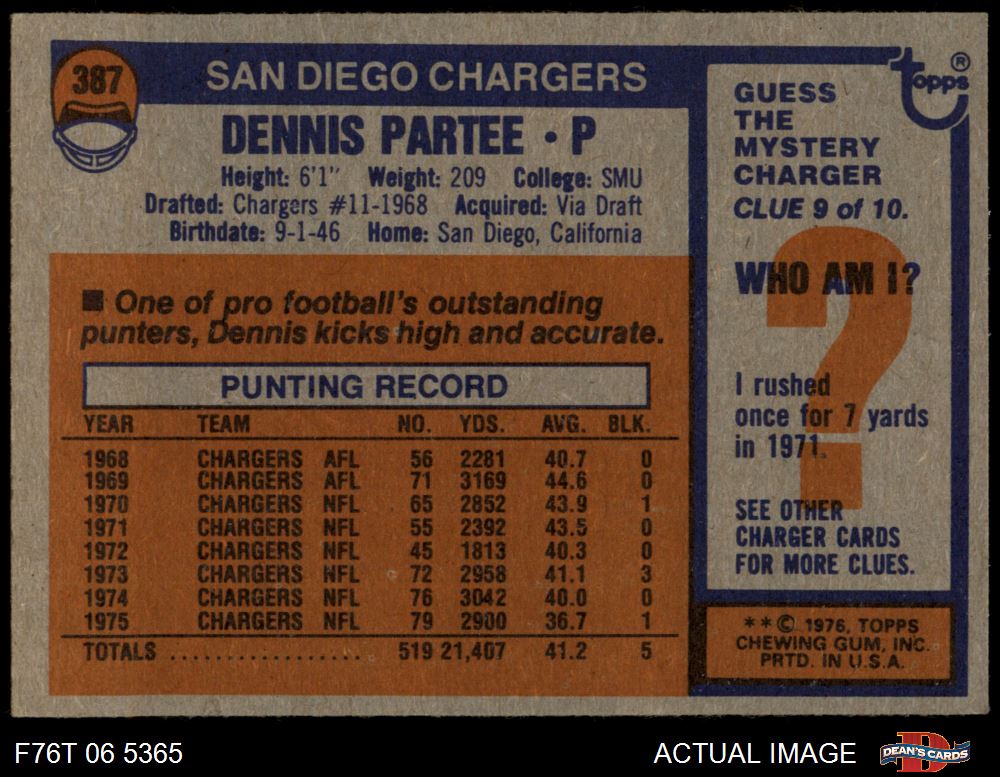 387
SAN DIEGO CHARGERS
DENNIS PARTEE • P
Height: 6'1" Weight: 209 College: SMU
Drafted: Chargers #11-1968 Acquired: Via Draft
Birthdate: 9-1-46 Home: San Diego, California
■ One of pro football's outstanding
punters, Dennis kicks high and accurate.
PUNTING RECORD
YEAR TEAM NO. YDS. AVG. BLK.
1968 CHARGERS AFL 56 2281 40.7 0
1969 CHARGERS AFL 71 3169 44.6 0
1970 CHARGERS NFL 65 2852 43.9 1
1971 CHARGERS NFL 55 2392 43.5 0
1972 CHARGERS NFL 45 1813 40.3 0
1973 CHARGERS NFL 72 2958 41.1 3
1974 CHARGERS NFL 76 3042 40.0 0
1975 CHARGERS NFL 79 2900 36.7 1
TOTALS .................. 519 21,407 41.2 5
topps®
GUESS
THE
MYSTERY
CHARGER
CLUE 9 of 10.
?
WHO AM I?
I rushed
once for 7 yards
in 1971.
SEE OTHER
CHARGER CARDS
FOR MORE CLUES.
**© 1976, TOPPS
CHEWING GUM, INC.
PRTD. IN U.S.A.
F76T 06 5365
ACTUAL IMAGE
D
DEAN'S CARDS